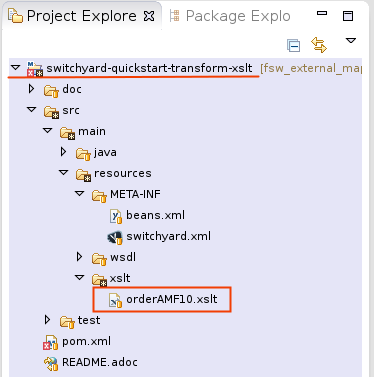 Project Explore Package Explo
switchyard-quickstart-transform-xslt [fsw_external_map
doc
src
main
java
resources
META-INF
beans.xml
switchyard.xml
wsdl
xslt
orderAMF10.xslt
test
pom.xml
README.adoc